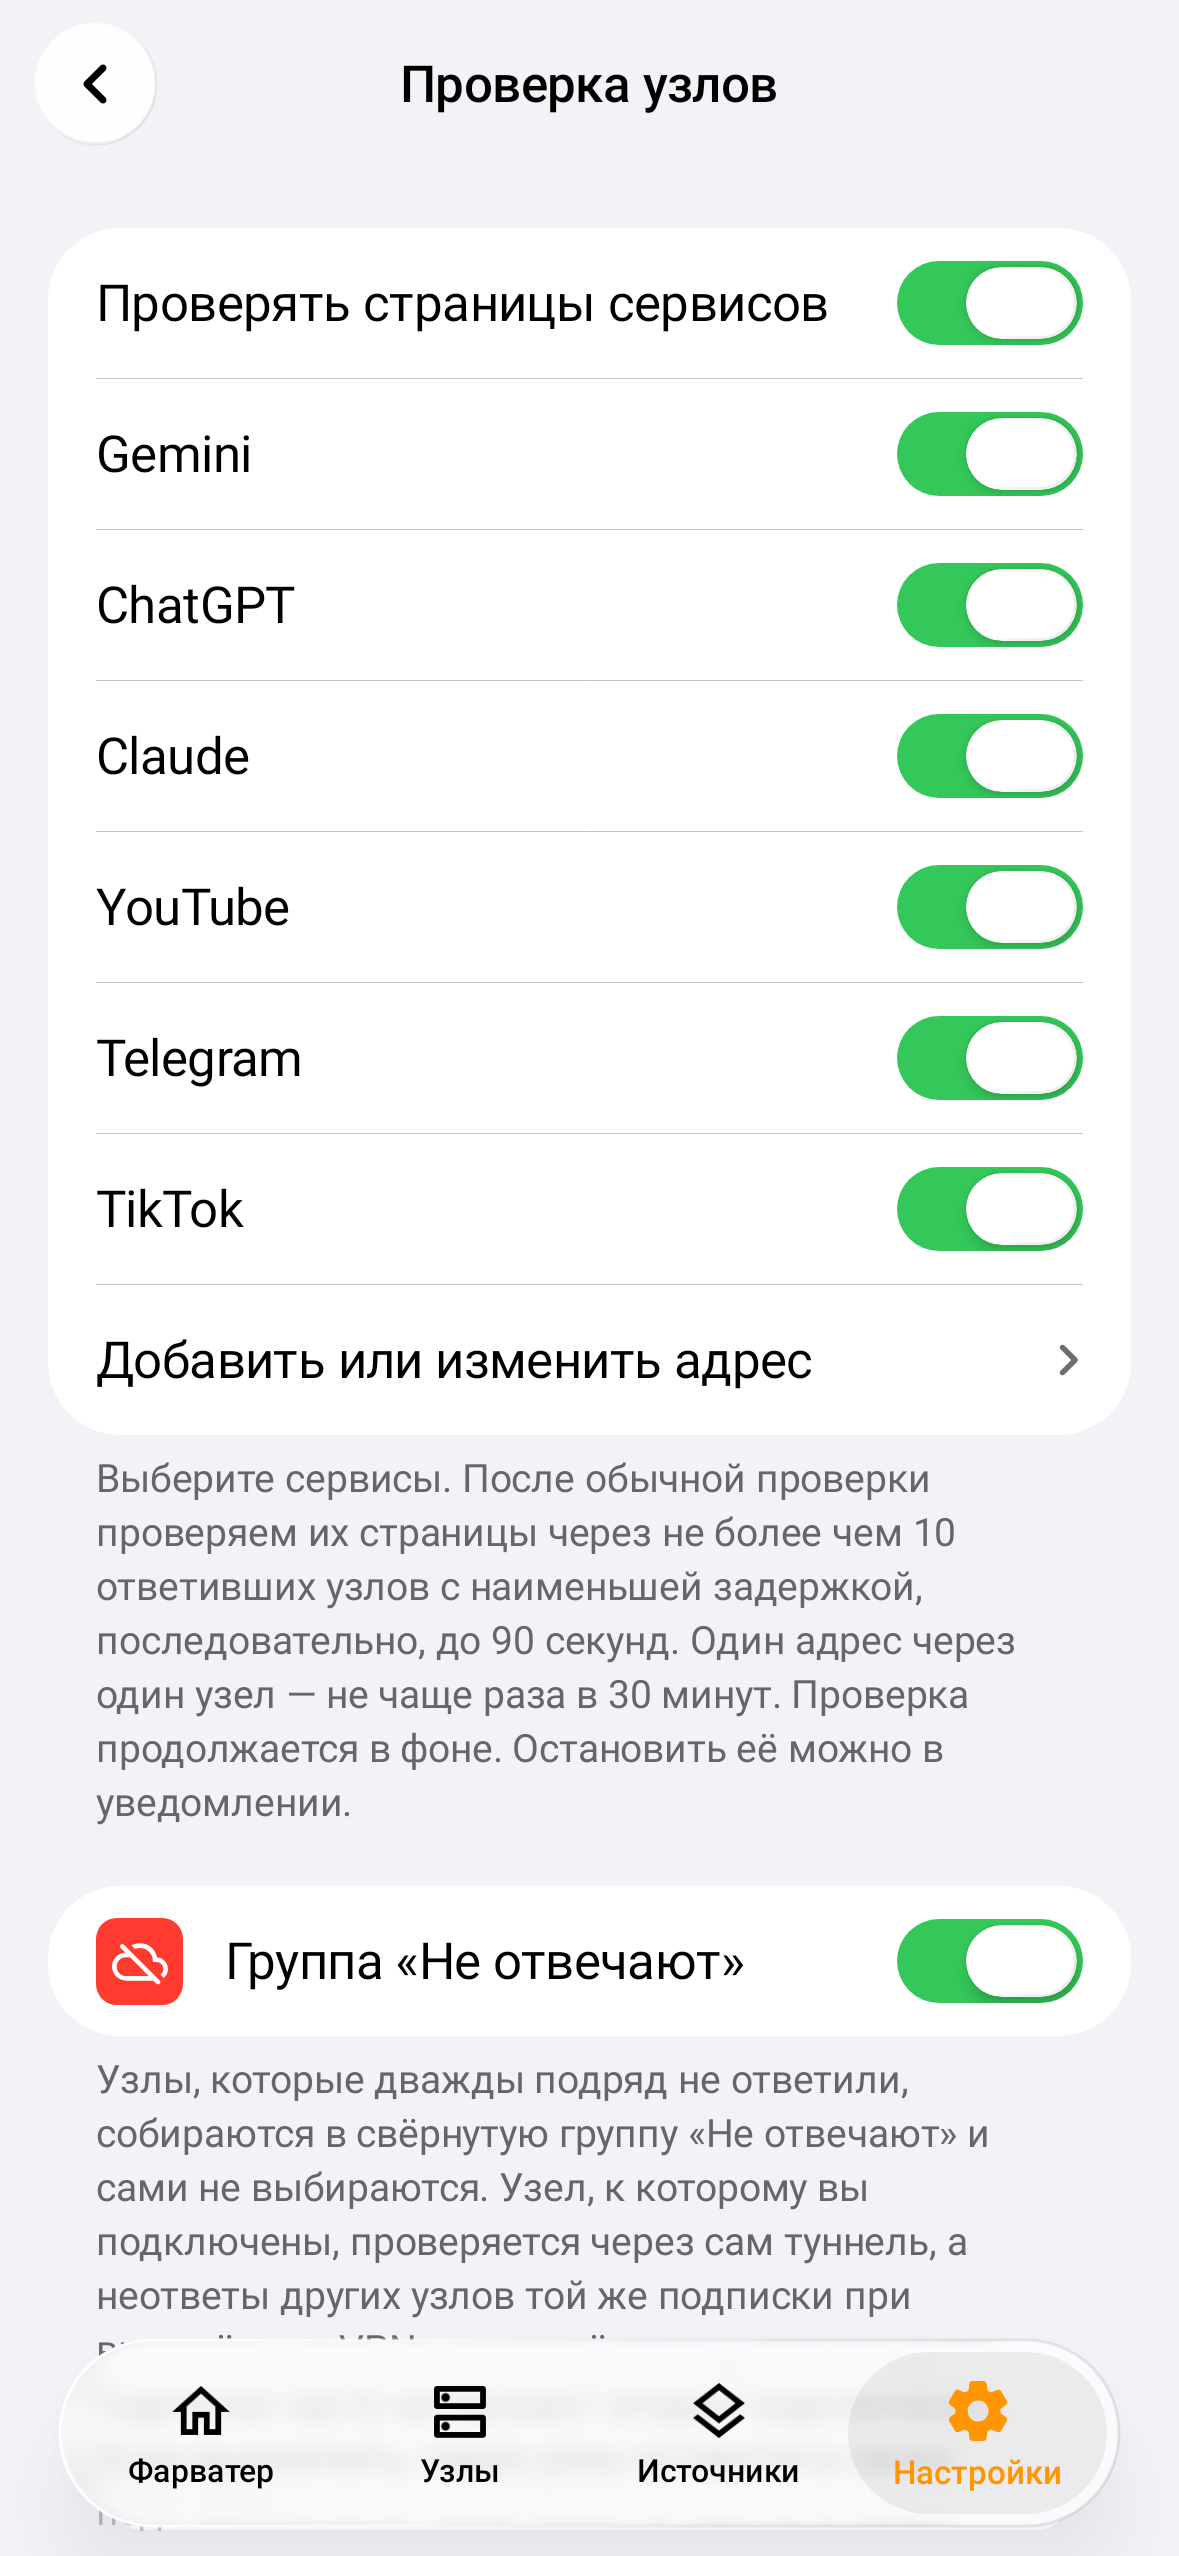 Проверка узлов
Проверять страницы сервисов
Gemini
ChatGPT
Claude
YouTube
Telegram
TikTok
Добавить или изменить адрес
Выберите сервисы. После обычной проверки
проверяем их страницы через не более чем 10
ответивших узлов с наименьшей задержкой,
последовательно, до 90 секунд. Один адрес через
один узел — не чаще раза в 30 минут. Проверка
продолжается в фоне. Остановить её можно в
уведомлении.
Группа «Не отвечают»
Узлы, которые дважды подряд не ответили,
собираются в свёрнутую группу «Не отвечают» и
сами не выбираются. Узел, к которому вы
подключены, проверяется через сам туннель, а
неответы других узлов той же подписки при
Фарватер
Узлы
Источники
Настройки